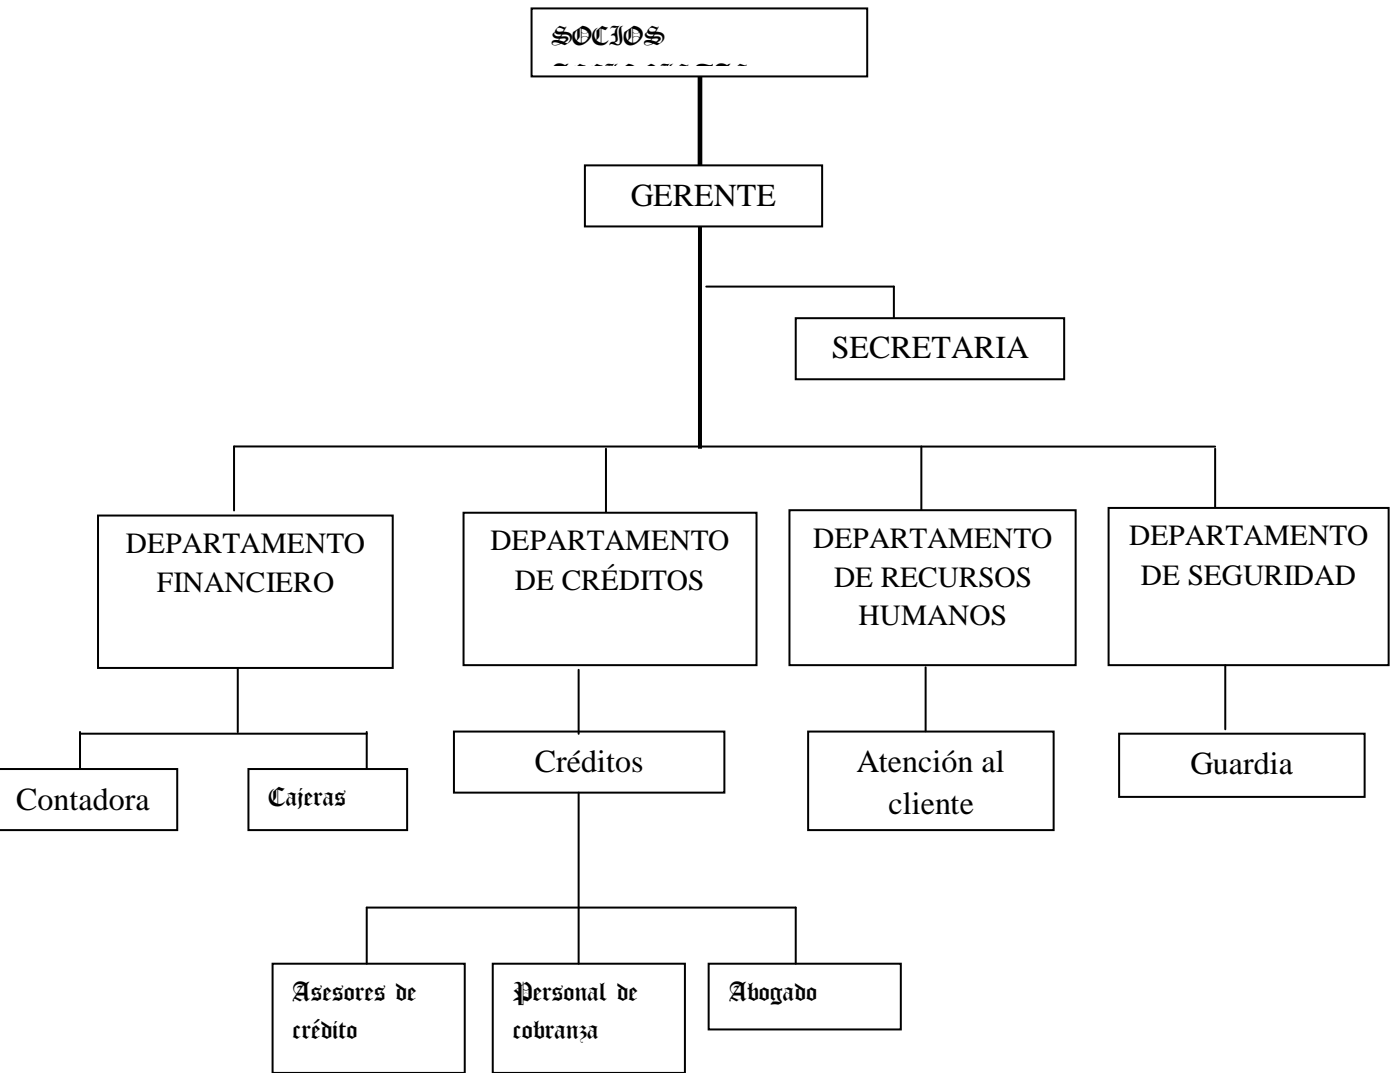 SOCIOS
GERENTE
SECRETARIA
DEPARTAMENTO
FINANCIERO
DEPARTAMENTO
DE CRÉDITOS
DEPARTAMENTO
DE RECURSOS
HUMANOS
DEPARTAMENTO
DE SEGURIDAD
Contadora
Cajeras
Créditos
Atención al
cliente
Guardia
Asesores de
crédito
Personal de
cobranza
Abogado